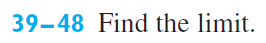 39–48 Find the limit.